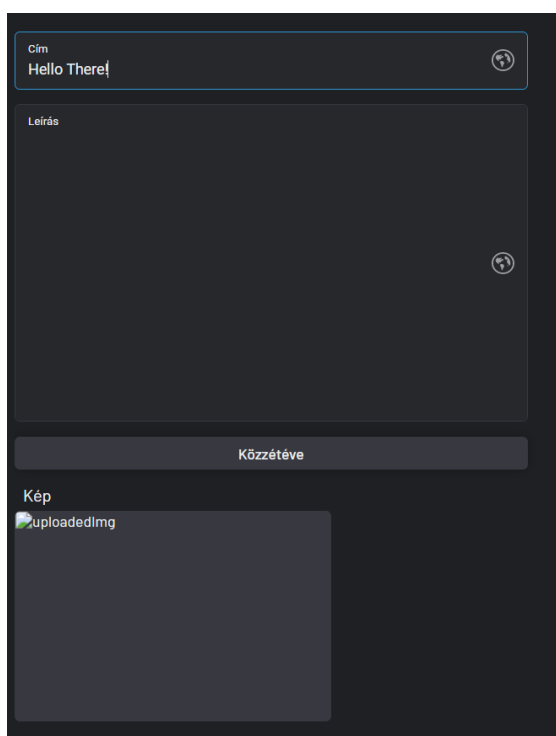 Cím
Hello There!
Leírás
Közzétéve
Kép
uploadedImg